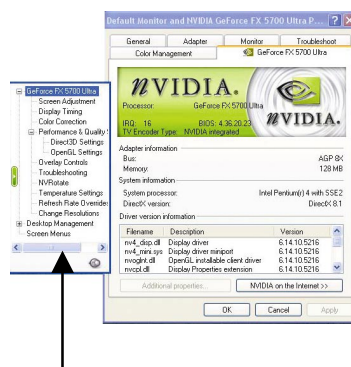 Default Monitor and NVIDIA GeForce FX 5700 Ultra P...
General Adapter Monitor Troubleshoot
Color Management GeForce FX 5700 Ultra
GeForce FX 5700 Ultra
Screen Adjustment
Display Timing
Color Correction
Performance & Quality S
Direct3D Settings
OpenGL Settings
Overlay Controls
Troubleshooting
NVRotate
Temperature Settings
Refresh Rate Overrides
Change Resolutions
Desktop Management
Screen Menus
NVIDIA.
Processor: GeForce FX 5700 Ultra
IRQ: 16 BIOS: 4.36.20.23
TV Encoder Type: NVIDIA integrated
NVIDIA.
Adapter information
Bus: AGP 8X
Memory: 128 MB
System information
System processor: Intel Pentium(r) 4 with SSE2
DirectX version: DirectX 8.1
Driver version information
Filename Description Version
nv4_disp.dll Display driver 6.14.10.5216
nv4_mini.sys Display driver miniport 6.14.10.5216
nvoglnt.dll OpenGL installable client driver 6.14.10.5216
nvcpl.dll Display Properties extension 6.14.10.5216
Additional properties... NVIDIA on the Internet >>
OK Cancel Apply